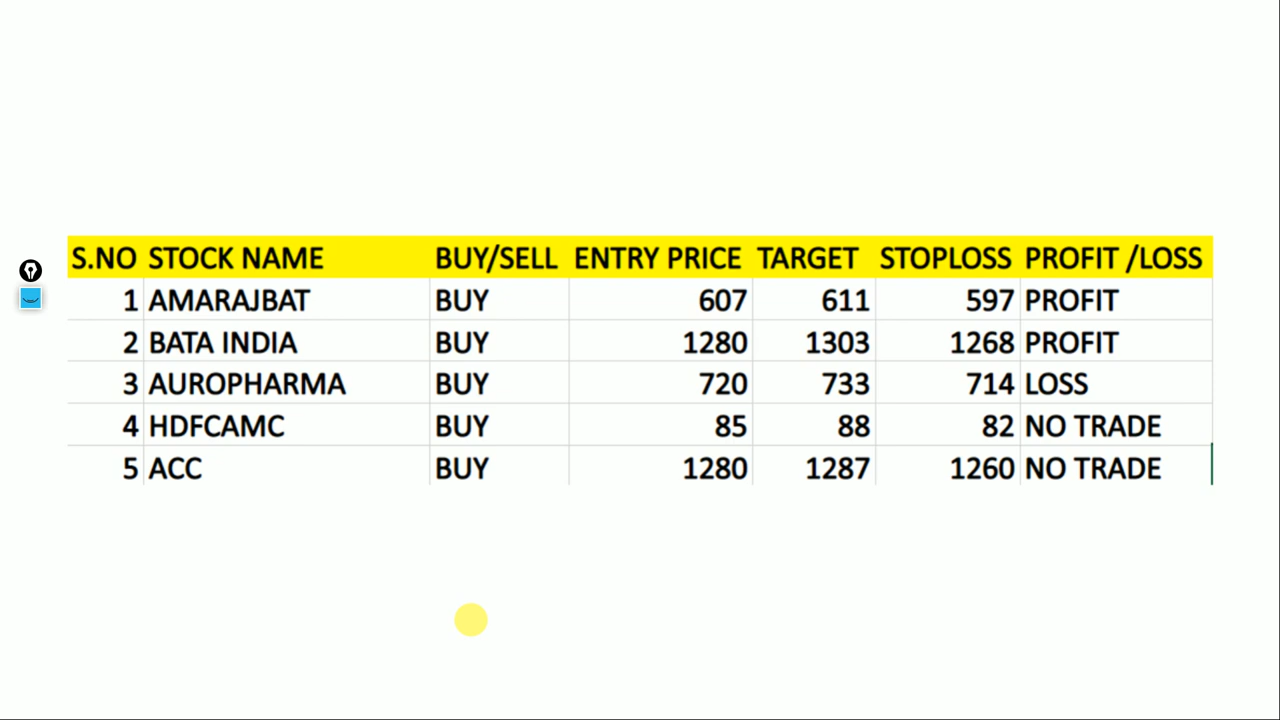 S.NO STOCK NAME BUY/SELL ENTRY PRICE TARGET STOPLOSS PROFIT /LOSS
1 AMARAJBAT BUY 607 611 597 PROFIT
2 BATA INDIA BUY 1280 1303 1268 PROFIT
3 AUROPHARMA BUY 720 733 714 LOSS
4 HDFCAMC BUY 85 88 82 NO TRADE
5 ACC BUY 1280 1287 1260 NO TRADE